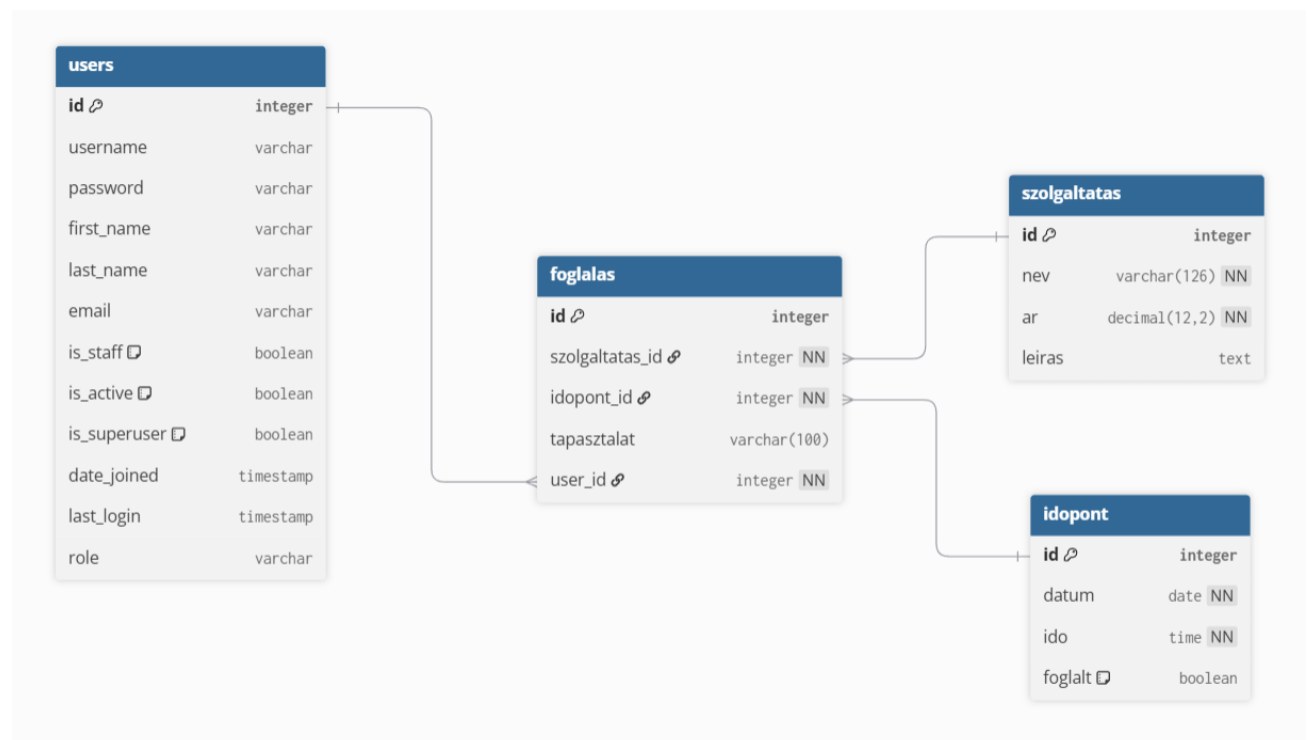 users
id integer
username varchar
password varchar
first_name varchar
last_name varchar
email varchar
is_staff boolean
is_active boolean
is_superuser boolean
date_joined timestamp
last_login timestamp
role varchar
foglalas
id integer
szolgaltatas_id integer NN
idopont_id integer NN
tapasztalat varchar(100)
user_id integer NN
szolgaltatas
id integer
nev varchar(126) NN
ar decimal(12,2) NN
leiras text
idopont
id integer
datum date NN
ido time NN
foglalt boolean